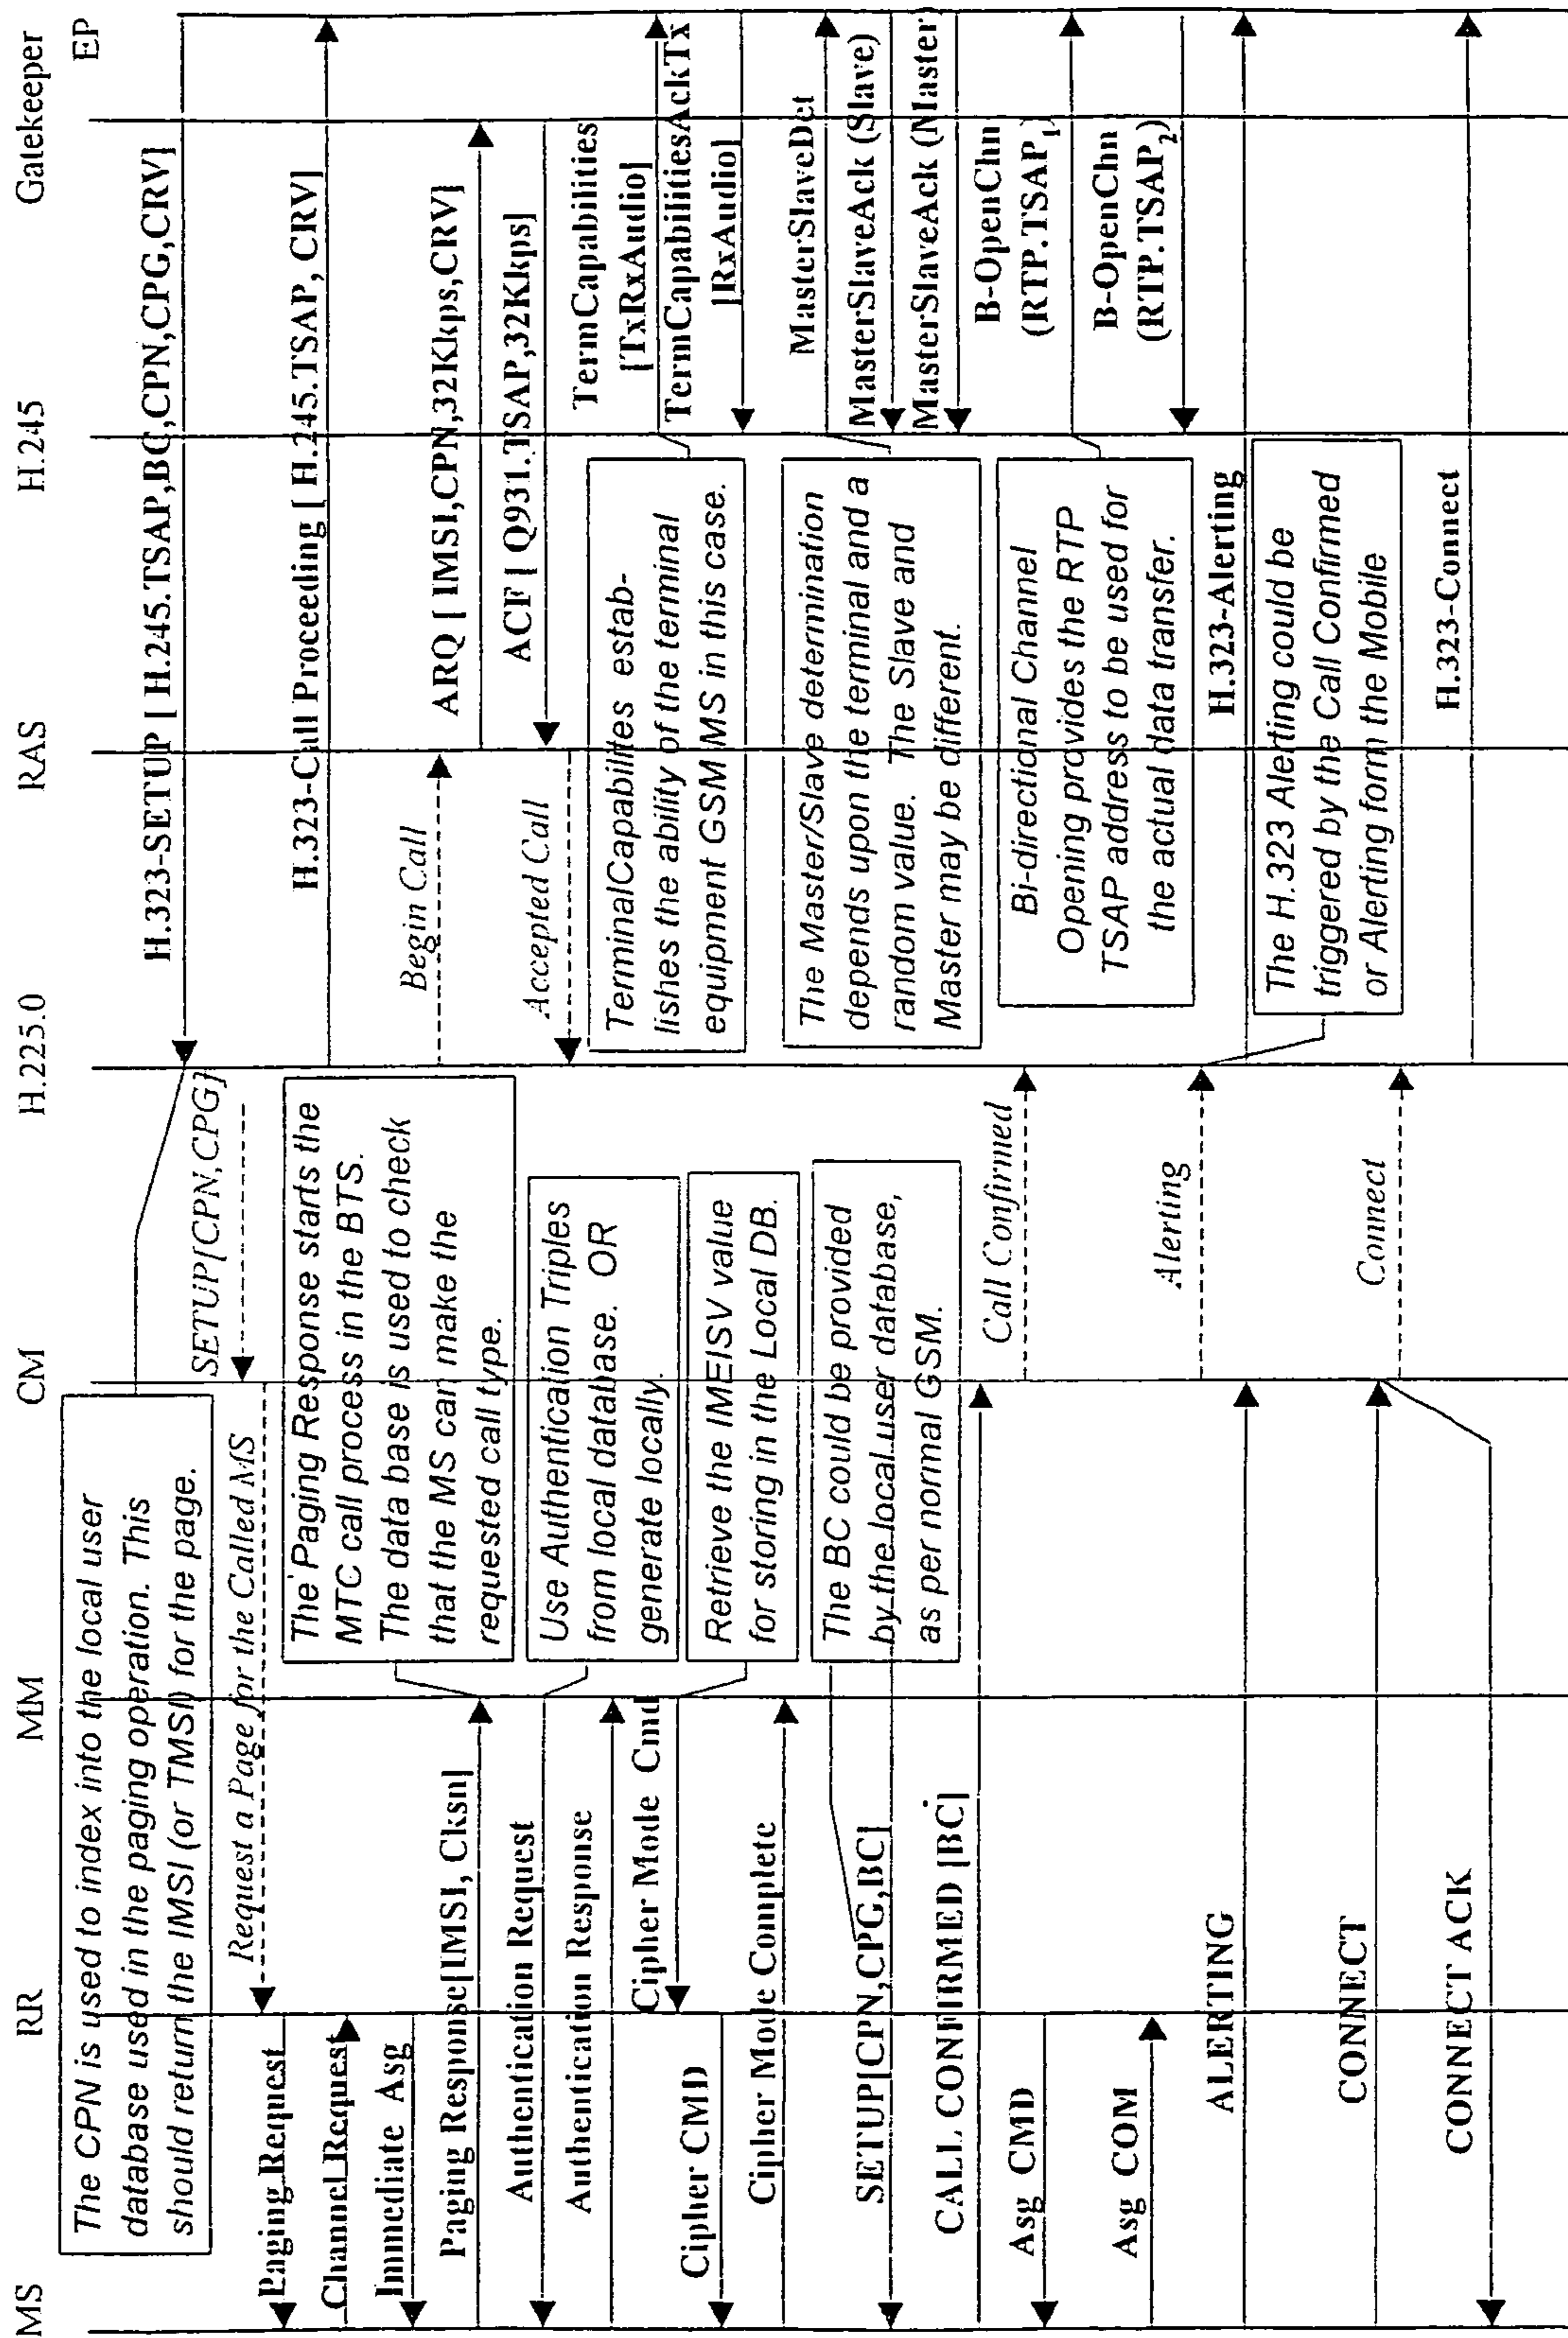 MS
RR
MM
CM
H.225.0
RAS
H.245
Gatekeeper
EP
The CPN is used to index into the local user
database used in the paging operation. This
should return the IMSI (or TMSI) for the page.
H.323-SETUP [ H.245.TSAP,BC,CPN,CPG,CRV]
SETUP[CPN,CPG]
Request a Page for the Called MS
Paging Request
Channel Request
H.323-Call Proceeding [ H.245.TSAP, CRV]
Immediate Asg
The Paging Response starts the
MTC call process in the BTS.
The data base is used to check
that the MS can make the
requested call type.
Begin Call
Paging Response[IMSI, Cksn]
ARQ [ IMSI,CPN,32Kkps,CRV]
Authentication Request
ACF [ Q931.TSAP,32Kkps]
Accepted Call
Use Authentication Triples
from local database. OR
generate locally.
Authentication Response
TermCapabilities
[TxRxAudio]
TermCapabilitiesAckTx
[RxAudio]
TerminalCapabilites estab-
lishes the ability of the terminal
equipment GSM MS in this case.
Cipher Mode Cmd
Cipher CMD
Retrieve the IMEISV value
for storing in the Local DB.
Cipher Mode Complete
MasterSlaveDet
MasterSlaveAck (Slave)
MasterSlaveAck (Master)
The Master/Slave determination
depends upon the terminal and a
random value. The Slave and
Master may be different.
The BC could be provided
by the local user database,
as per normal GSM.
SETUP[CPN,CPG,BC]
CALL CONFIRMED [BC]
Call Confirmed
B-OpenChn
(RTP.TSAP1)
B-OpenChn
(RTP.TSAP2)
Bi-directional Channel
Opening provides the RTP
TSAP address to be used for
the actual data transfer.
Asg CMD
Asg COM
ALERTING
Alerting
H.323-Alerting
The H.323 Alerting could be
triggered by the Call Confirmed
or Alerting form the Mobile
CONNECT
Connect
H.323-Connect
CONNECT ACK